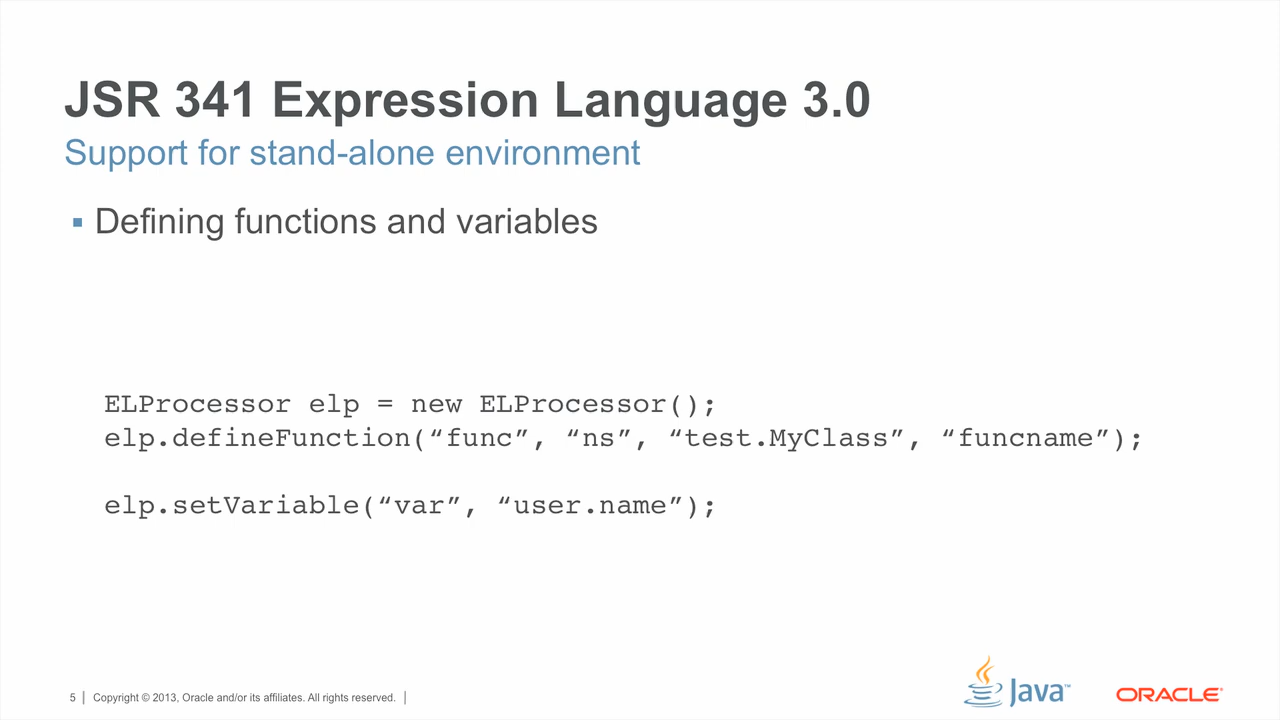 JSR 341 Expression Language 3.0
Support for stand-alone environment
▪ Defining functions and variables
ELProcessor elp = new ELProcessor();
elp.defineFunction(“func”, “ns”, “test.MyClass”, “funcname”);
elp.setVariable(“var”, “user.name”);
5 | Copyright © 2013, Oracle and/or its affiliates. All rights reserved. |
Java™
ORACLE®